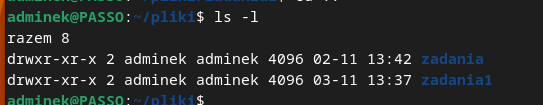 adminek@PASSO:~/pliki$ ls -l
razem 8
drwxr-xr-x 2 adminek adminek 4096 02-11 13:42 zadania
drwxr-xr-x 2 adminek adminek 4096 03-11 13:37 zadania1
adminek@PASSO:~/pliki$